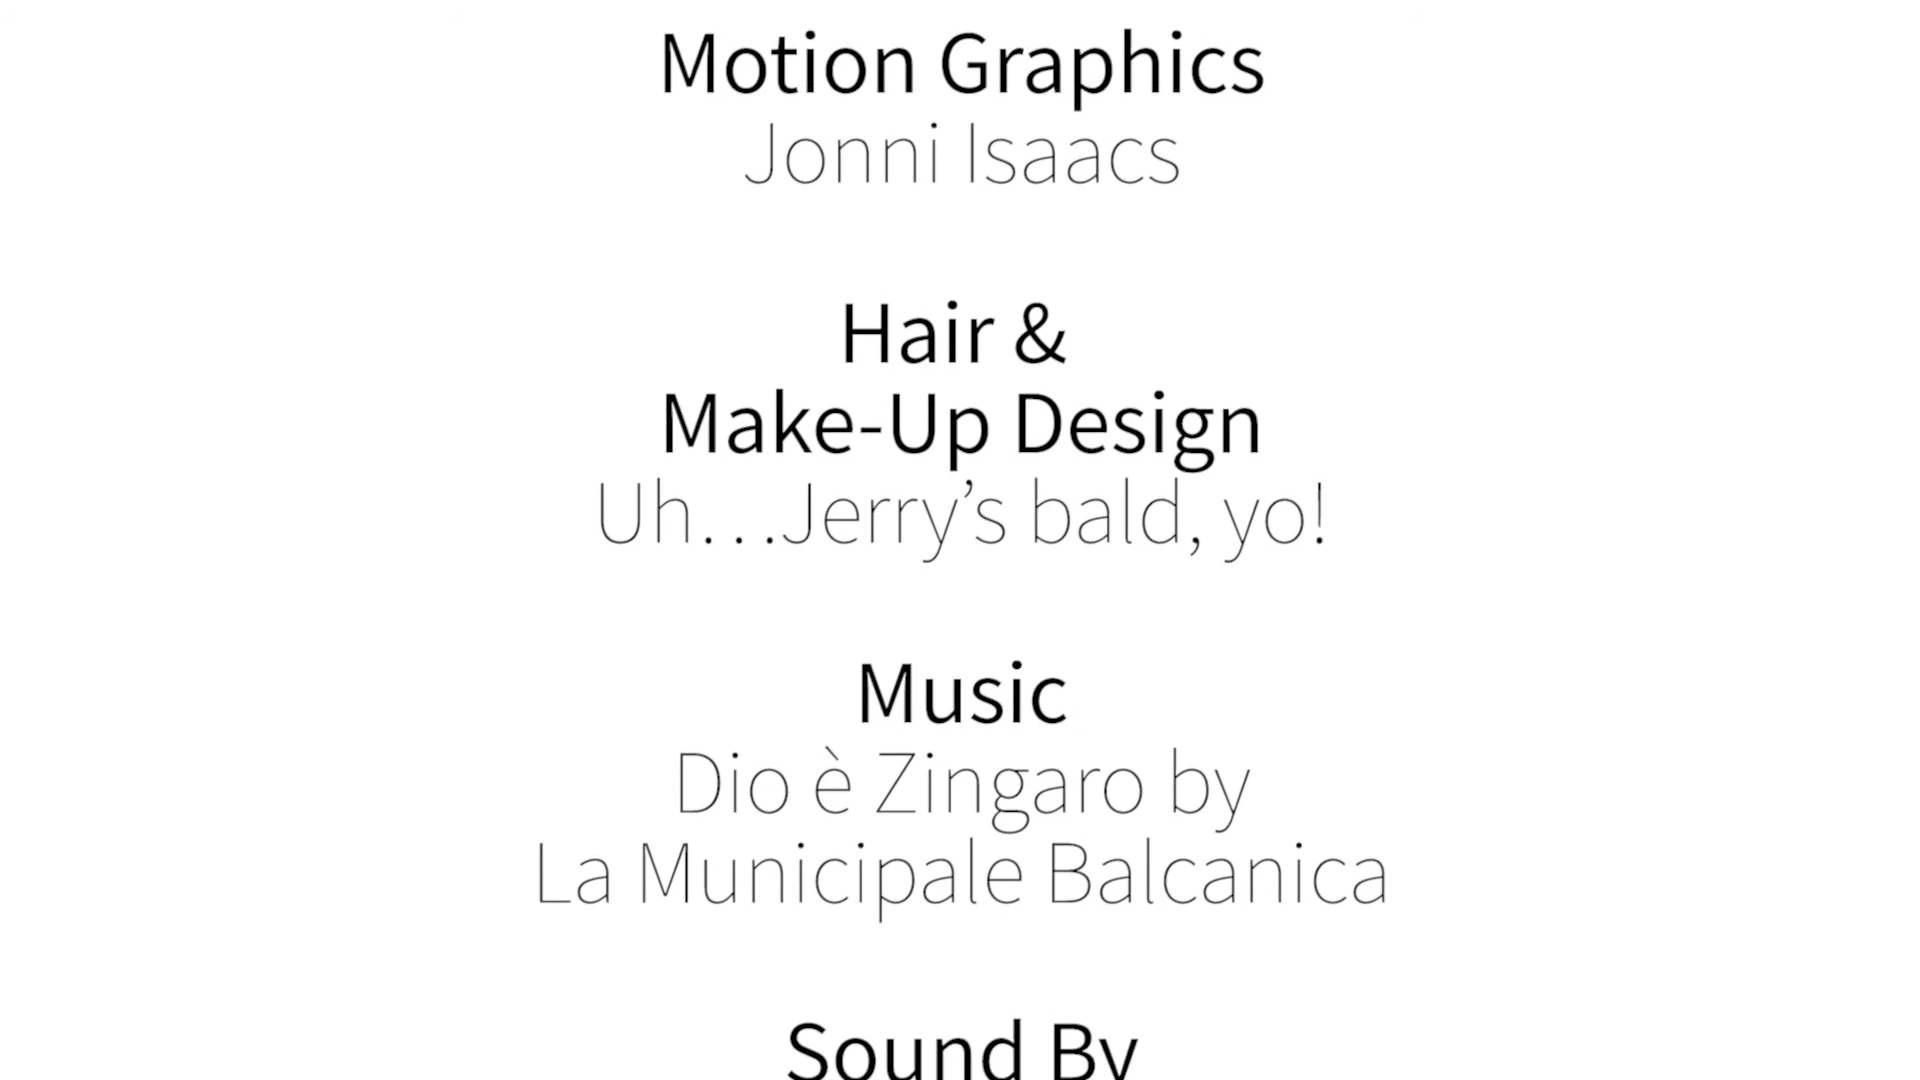 Motion Graphics
Jonni Isaacs
Hair &
Make-Up Design
Uh…Jerry’s bald, yo!
Music
Dio è Zingaro by
La Municipale Balcanica
Sound By